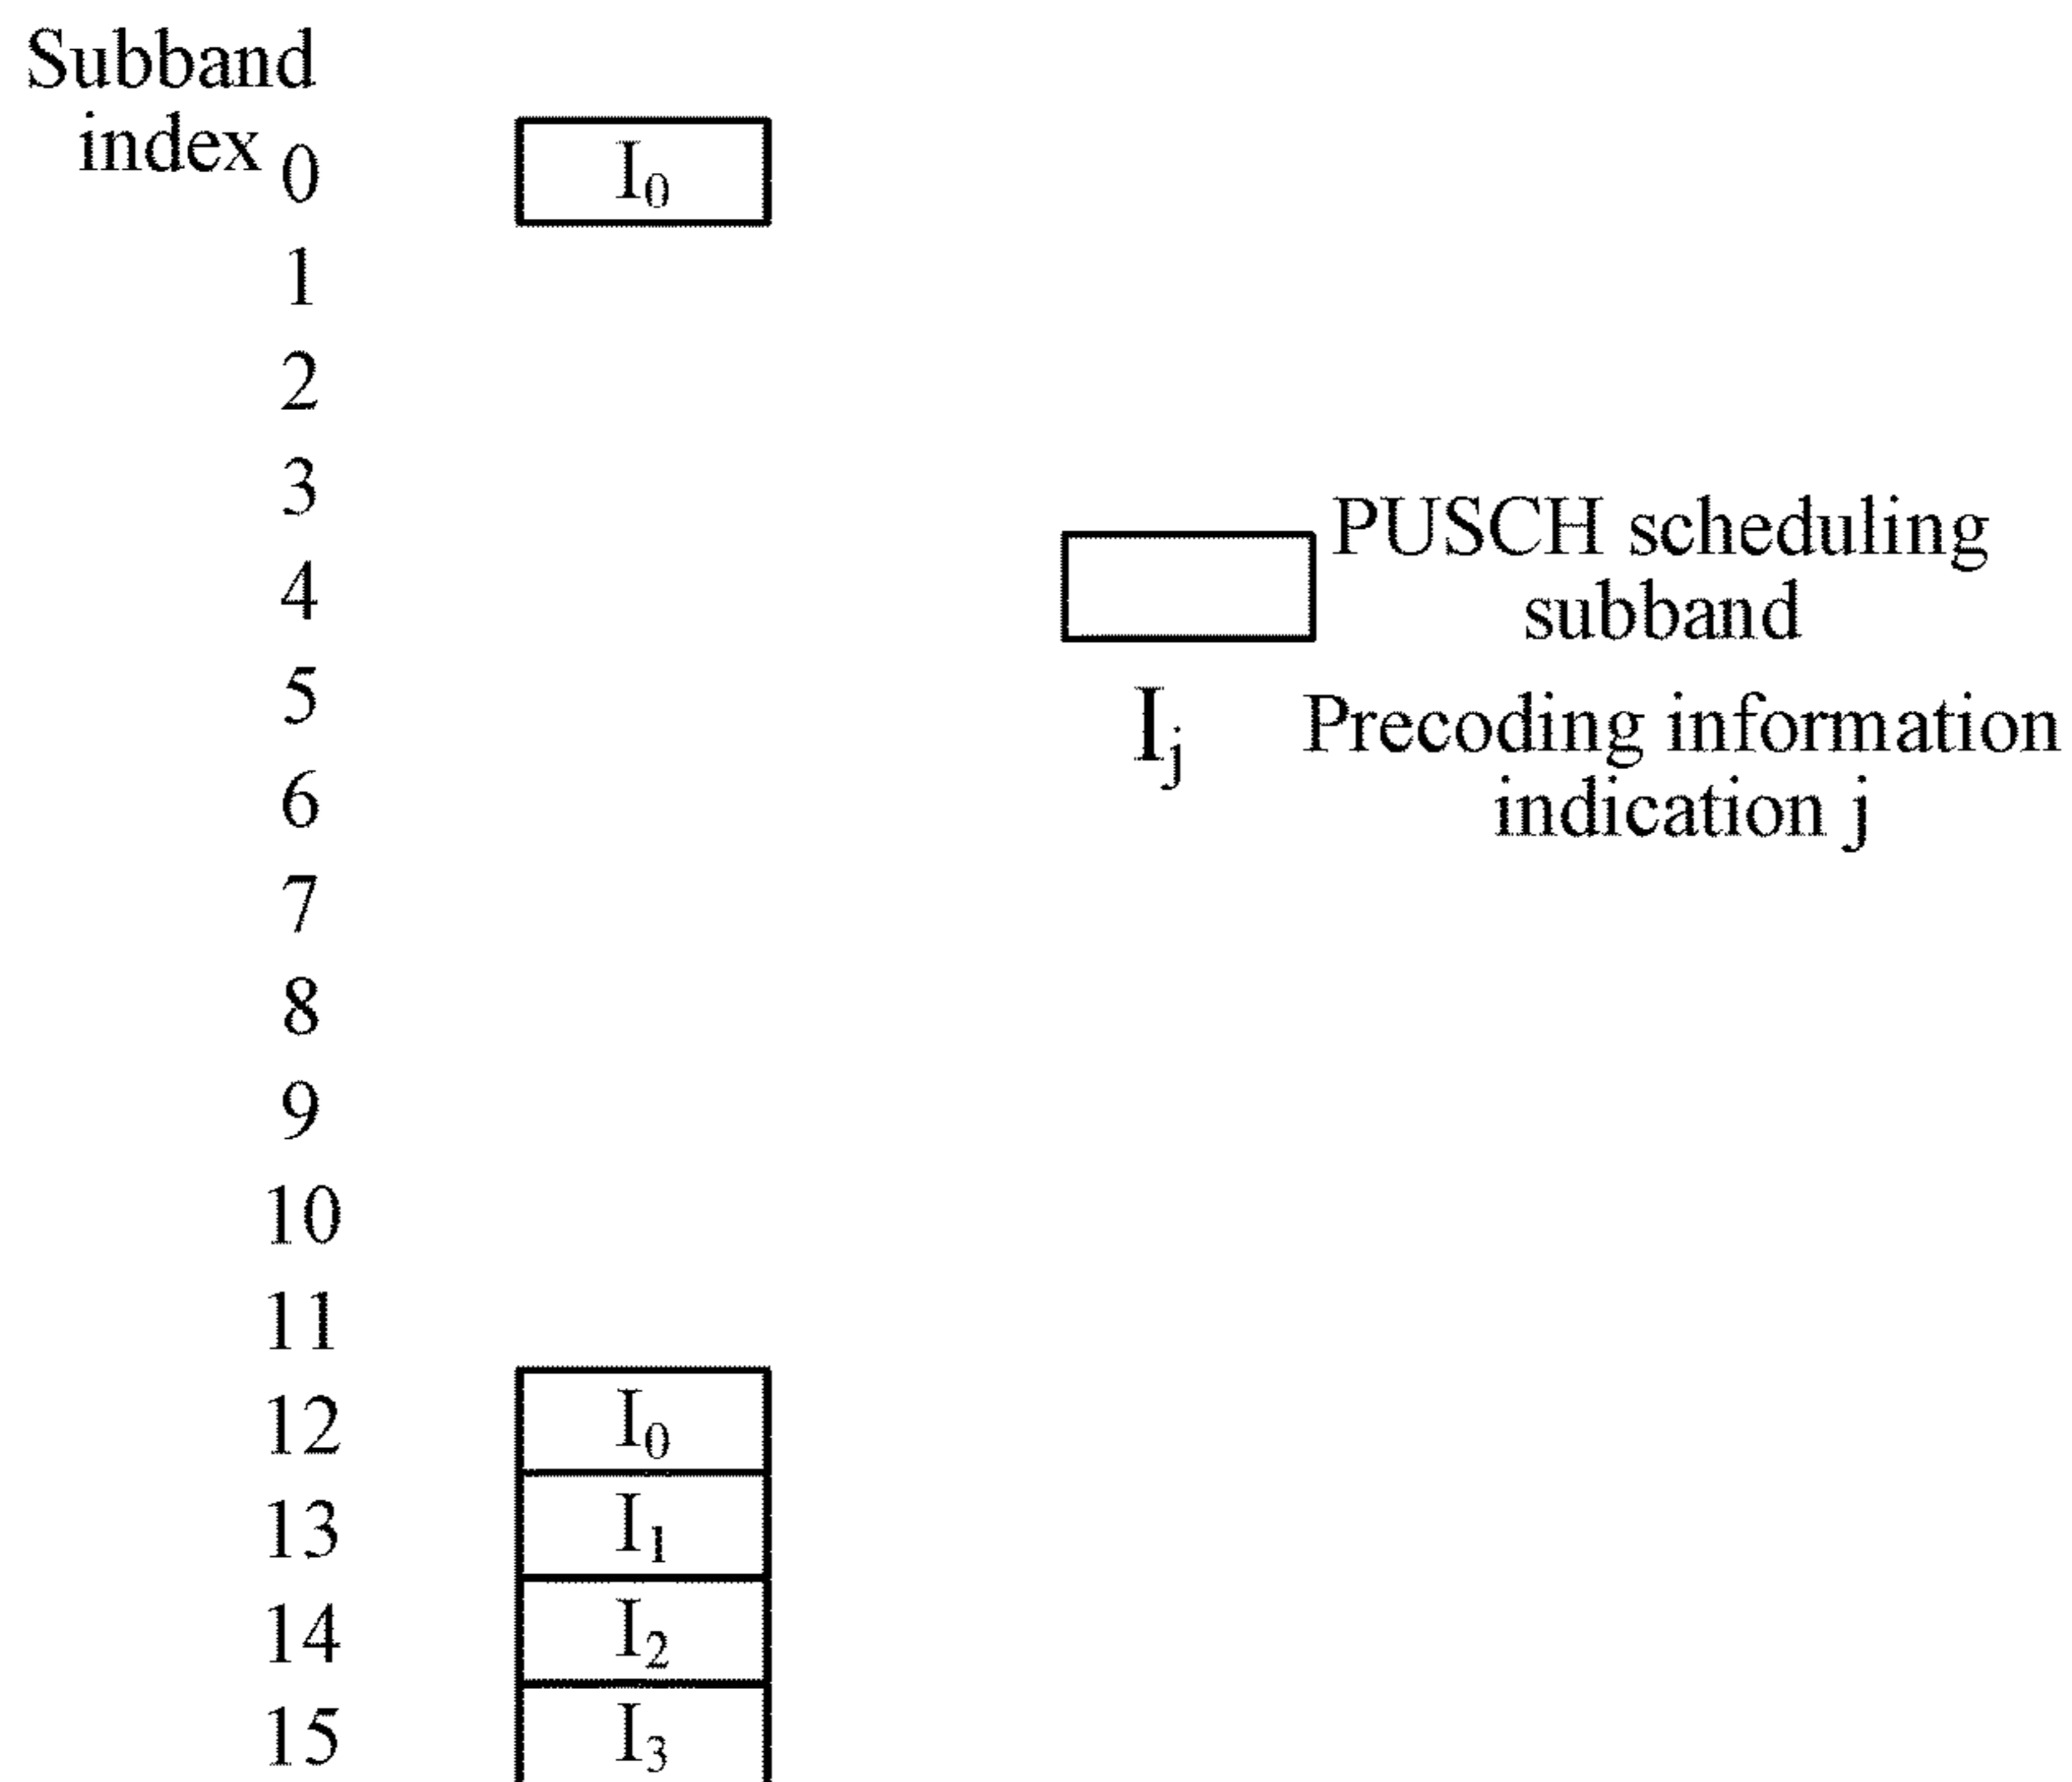 Subband
index
0 I₀
1
2
3
4
5
6
7
8
9
10
11
12 I₀
13 I₁
14 I₂
15 I₃
PUSCH scheduling
subband
Iⱼ Precoding information
indication j